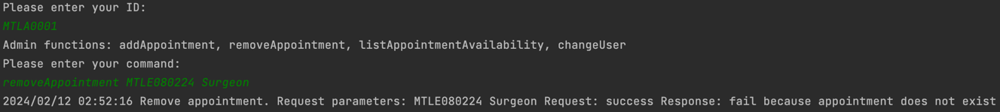 Please enter your ID:
MTLA0001
Admin functions: addAppointment, removeAppointment, listAppointmentAvailability, changeUser
Please enter your command:
removeAppointment MTLE080224 Surgeon
2024/02/12 02:52:16 Remove appointment. Request parameters: MTLE080224 Surgeon Request: success Response: fail because appointment does not exist